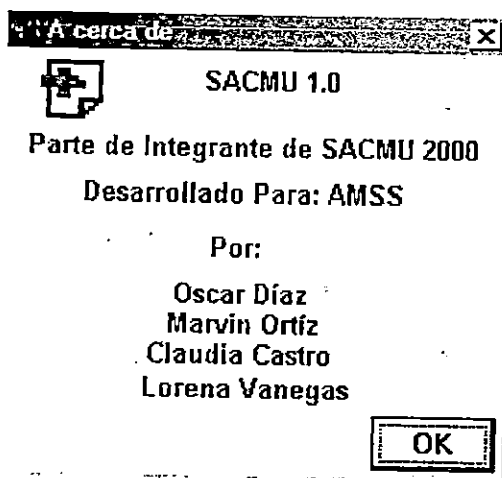 A cerca de
SACMU 1.0
Parte de Integrante de SACMU 2000
Desarrollado Para: AMSS
Por:
Oscar Díaz
Marvin Ortíz
Claudia Castro
Lorena Vanegas
OK